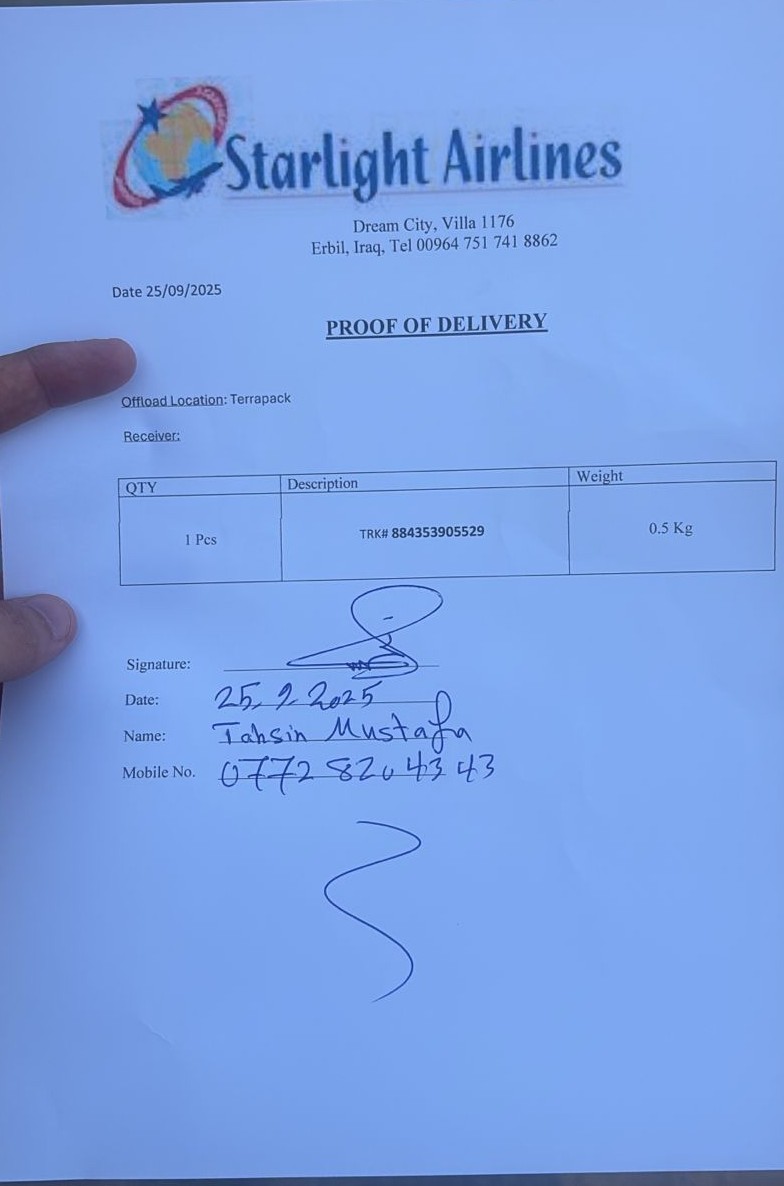 Starlight Airlines
Dream City, Villa 1176
Erbil, Iraq, Tel 00964 751 741 8862
Date 25/09/2025
PROOF OF DELIVERY
Offload Location: Terrapack
Receiver:
QTY Description Weight
1 Pcs TRK# 884353905529 0.5 Kg
Signature:
Date: 25.9.2025
Name: Tahsin Mustafa
Mobile No. 0772 820 43 43